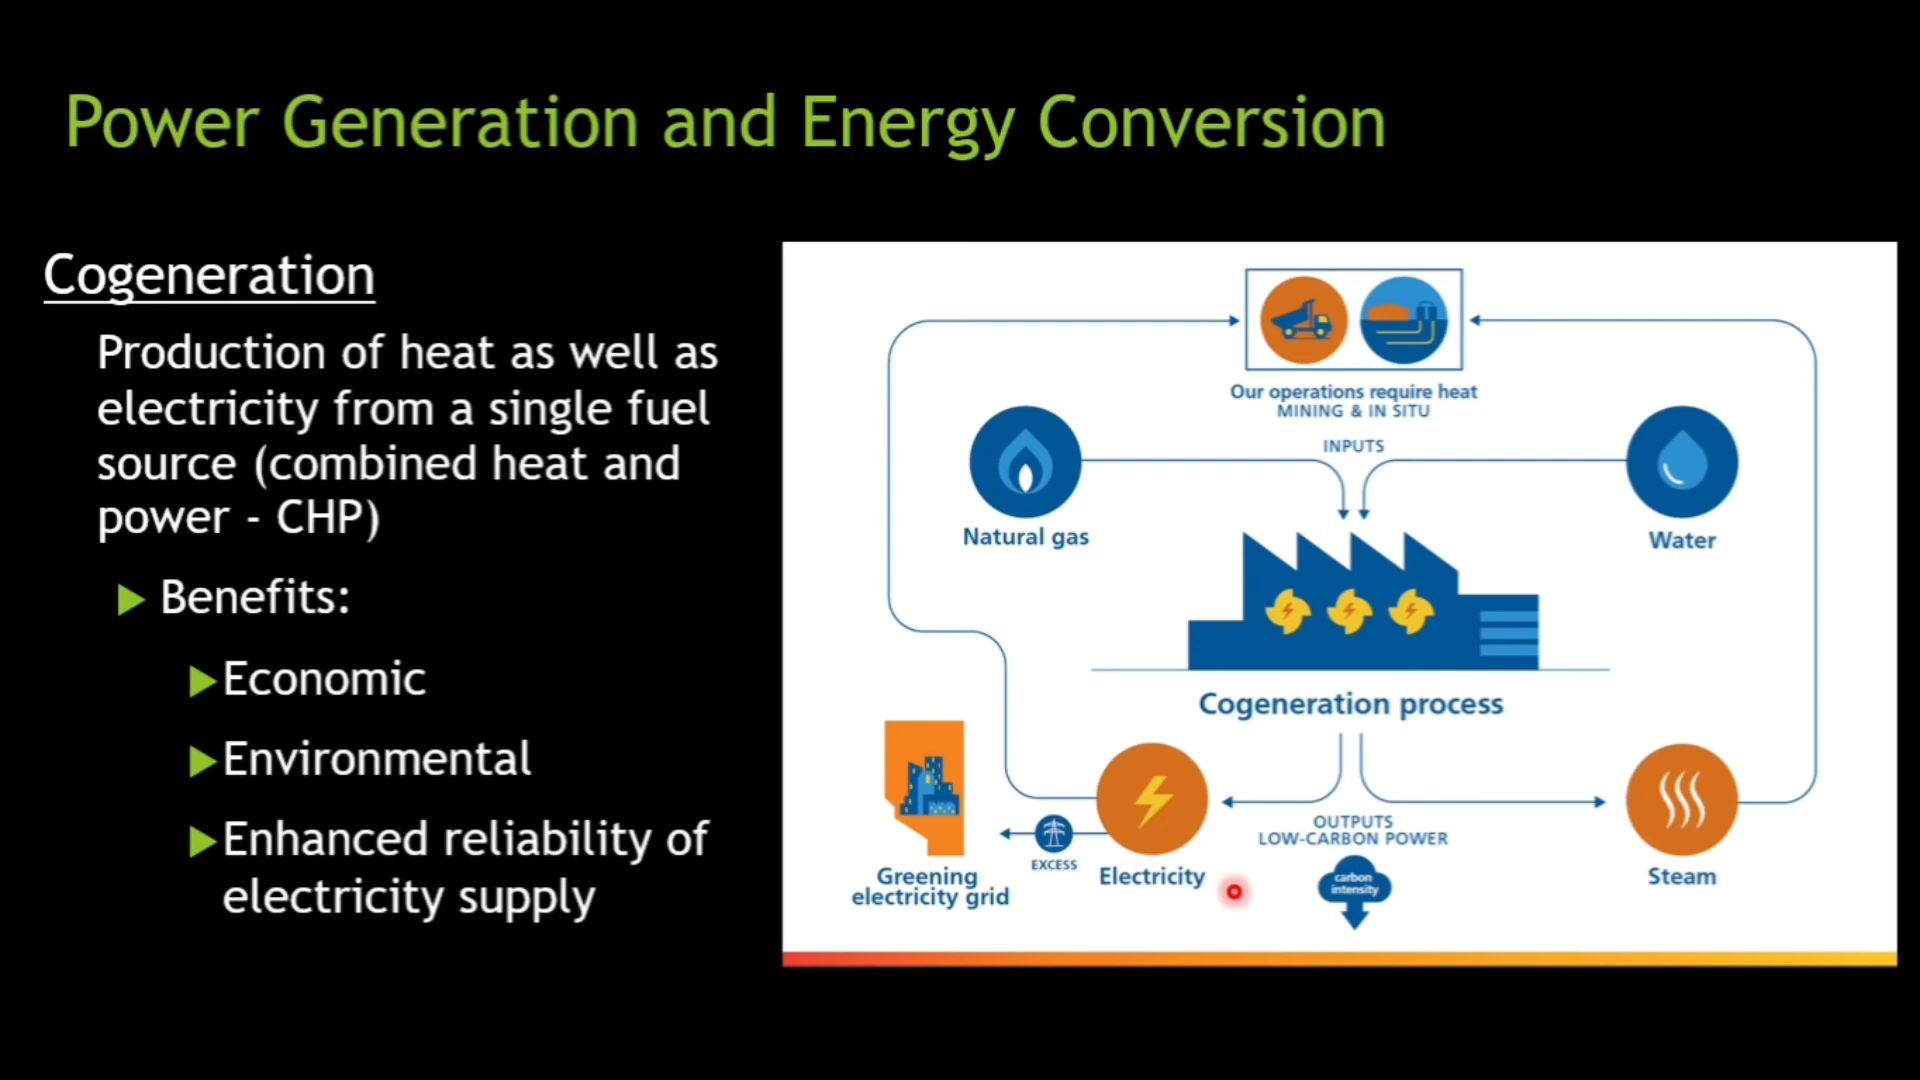 Power Generation and Energy Conversion
Cogeneration
Production of heat as well as
electricity from a single fuel
source (combined heat and
power - CHP)
Benefits:
Economic
Environmental
Enhanced reliability of
electricity supply
Our operations require heat
MINING & IN SITU
INPUTS
Natural gas
Water
Cogeneration process
OUTPUTS
LOW-CARBON POWER
EXCESS
Greening
electricity grid
Electricity
carbon
intensity
Steam